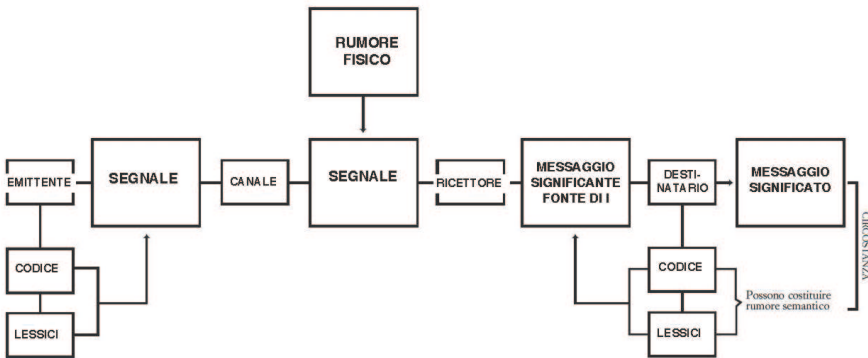 RUMORE
FISICO
EMITTENTE
SEGNALE
CANALE
SEGNALE
RICETTORE
MESSAGGIO
SIGNIFICANTE
FONTE DI I
DESTI-
NATARIO
MESSAGGIO
SIGNIFICATO
CIRCOSTANZA
CODICE
LESSICI
CODICE
LESSICI
Possono costituire
rumore semantico